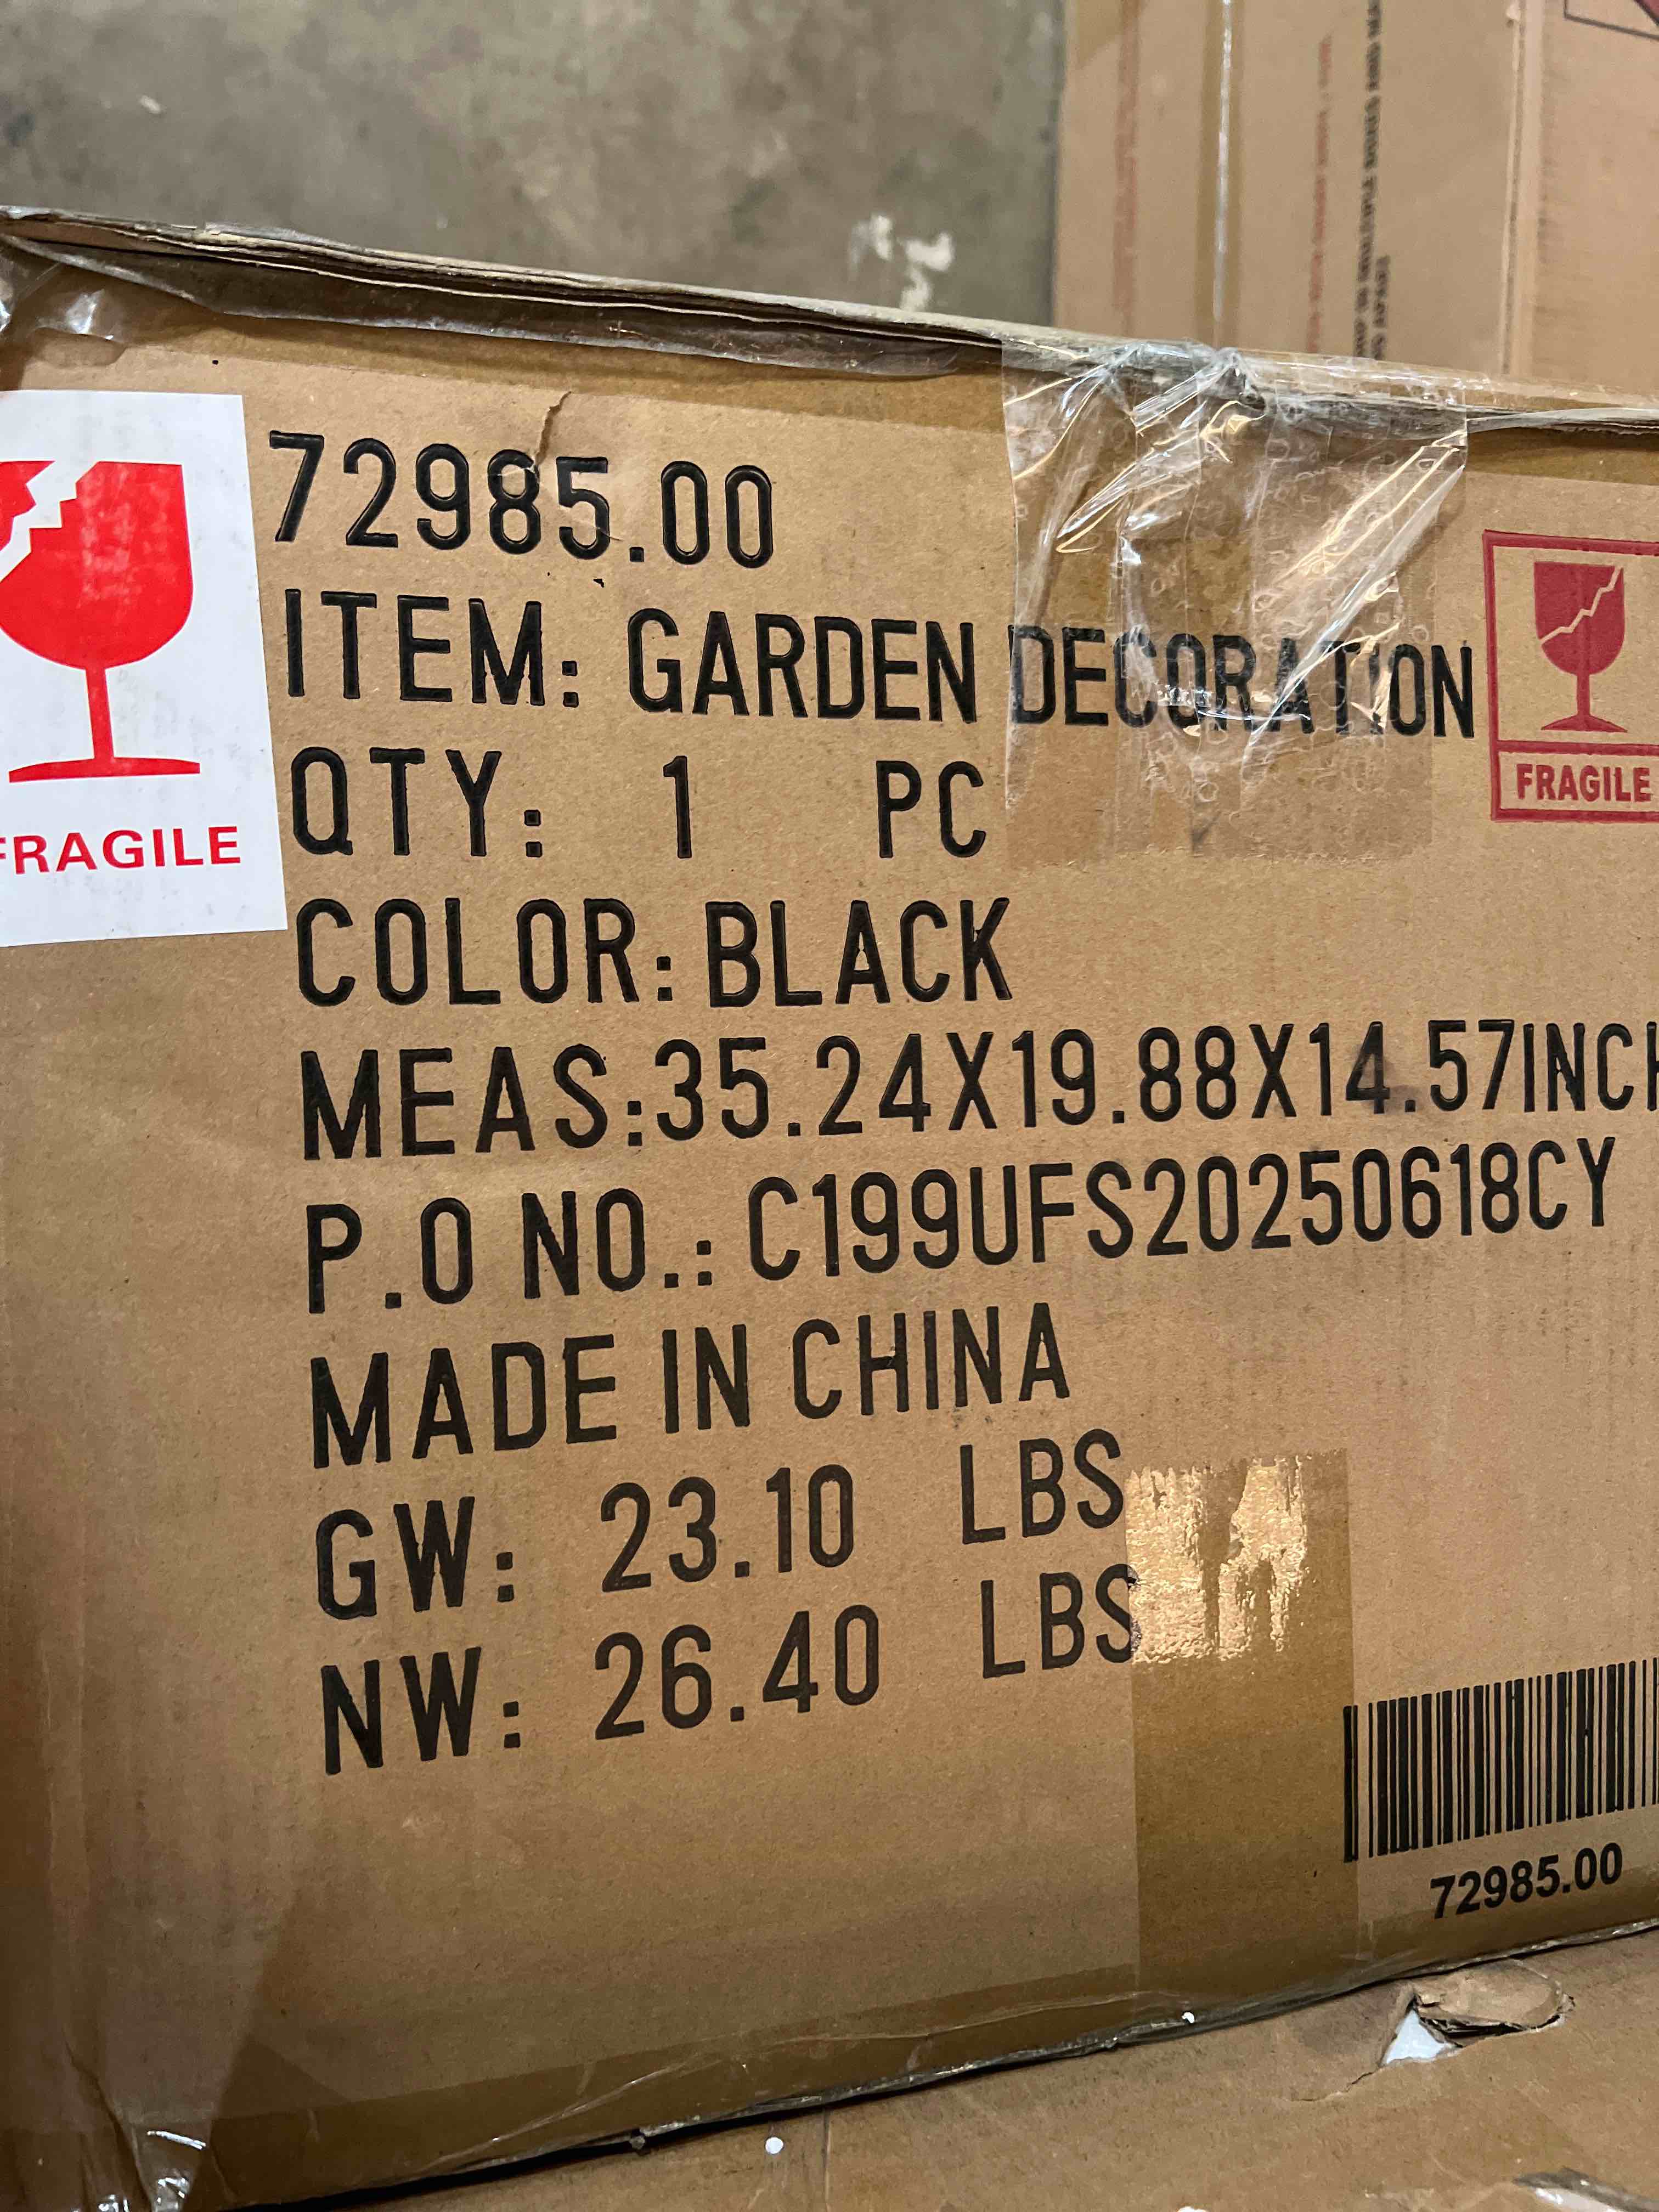 72985.00
ITEM: GARDEN DECORATION
QTY: 1 PC
COLOR: BLACK
MEAS:35.24X19.88X14.57INCH
P.O NO.: C199UFS20250618CY
MADE IN CHINA
GW: 23.10 LBS
NW: 26.40 LBS
FRAGILE
FRAGILE
72985.00